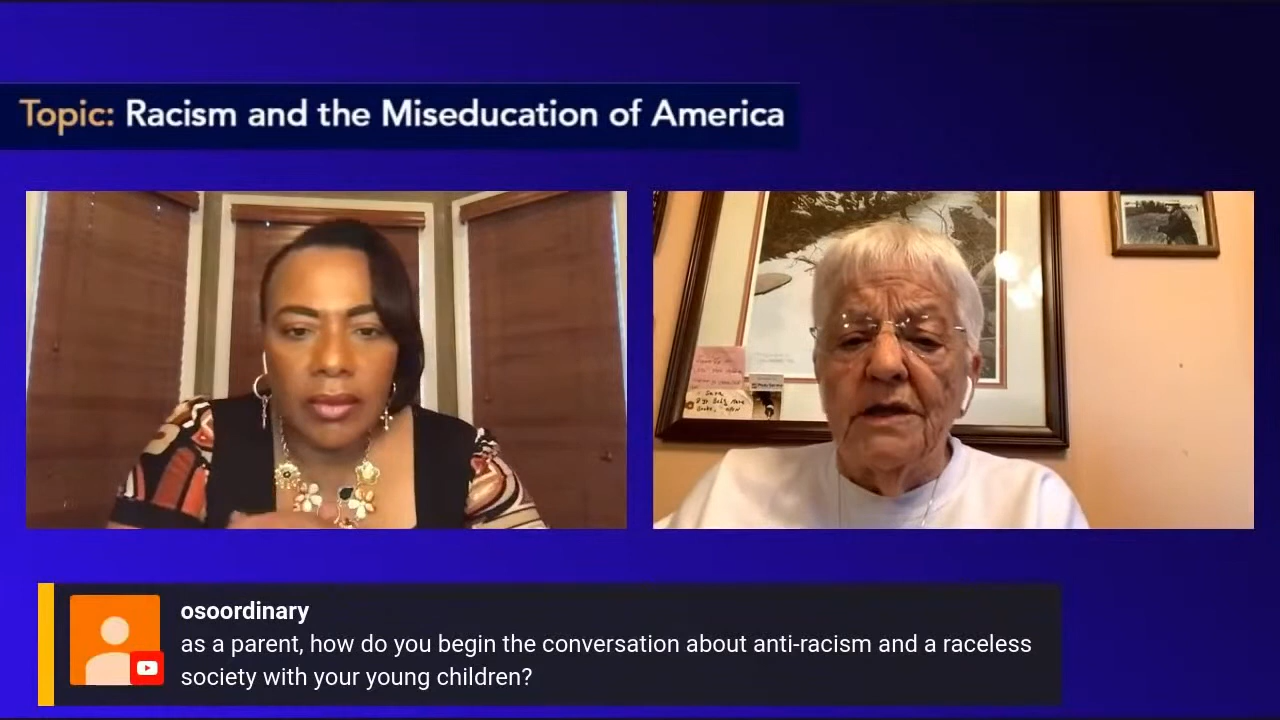 Topic: Racism and the Miseducation of America
osoordinary
as a parent, how do you begin the conversation about anti-racism and a raceless
society with your young children?